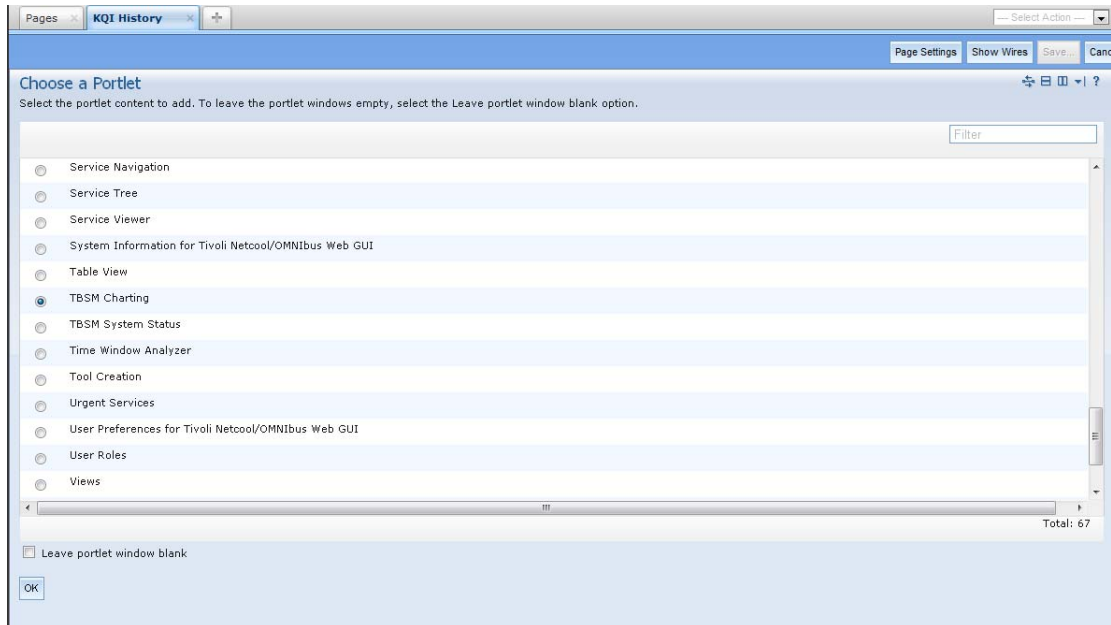 Pages
KQI History
— Select Action —
Page Settings Show Wires Save... Canc
Choose a Portlet
?
Select the portlet content to add. To leave the portlet windows empty, select the Leave portlet window blank option.
Filter
Service Navigation
Service Tree
Service Viewer
System Information for Tivoli Netcool/OMNIbus Web GUI
Table View
TBSM Charting
TBSM System Status
Time Window Analyzer
Tool Creation
Urgent Services
User Preferences for Tivoli Netcool/OMNIbus Web GUI
User Roles
Views
Total: 67
Leave portlet window blank
OK